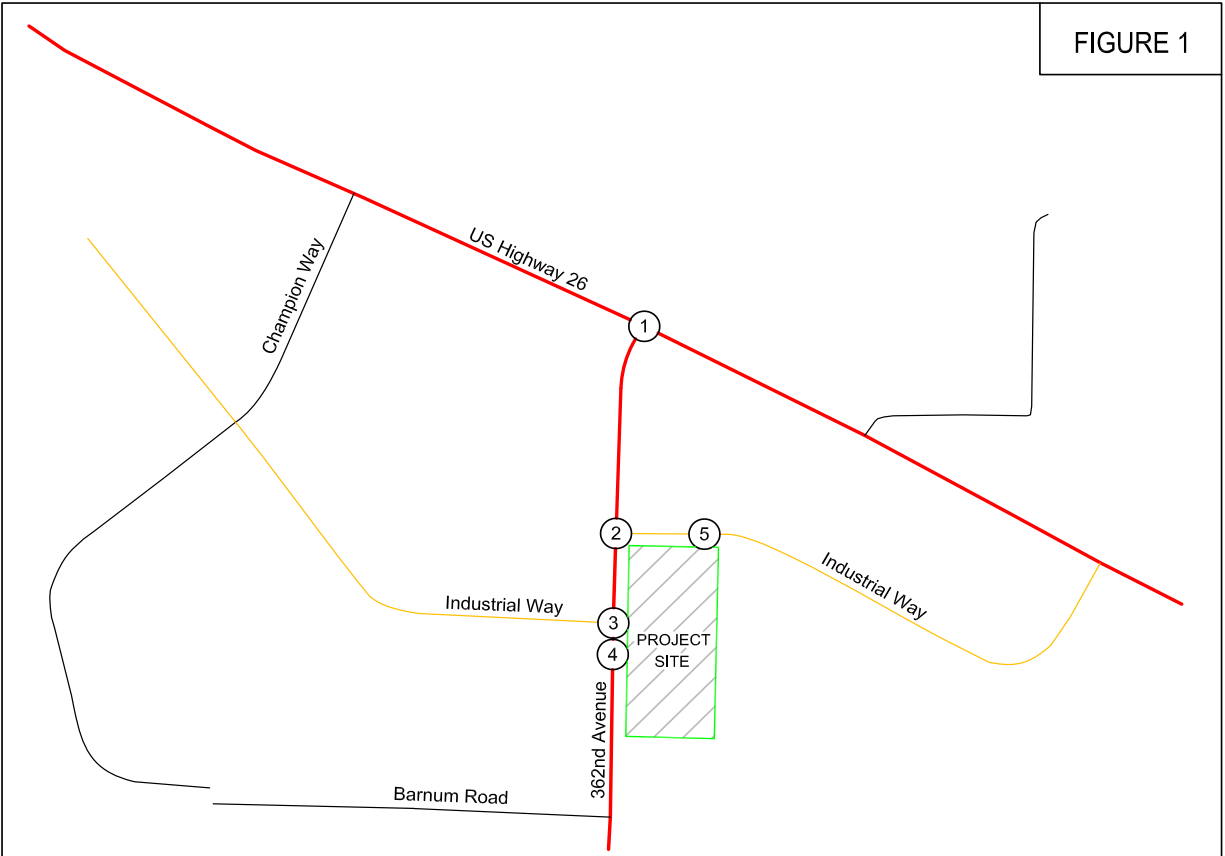 FIGURE 1
US Highway 26
Champion Way
1
2
5
Industrial Way
Industrial Way
3
PROJECT
SITE
4
362nd Avenue
Barnum Road